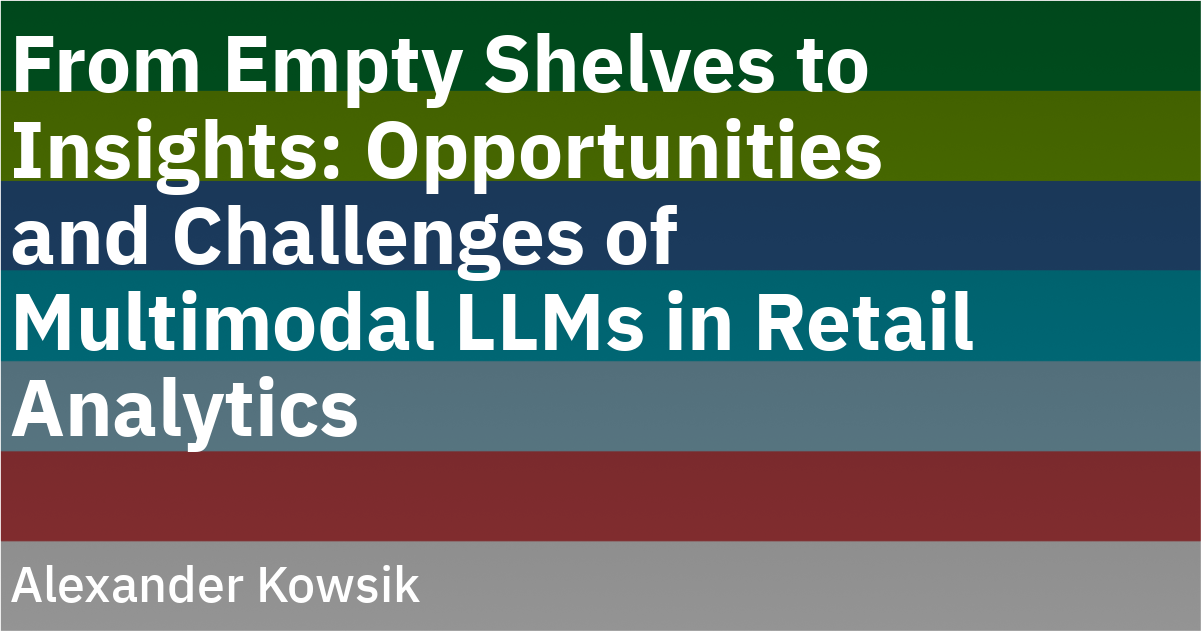 From Empty Shelves to
Insights: Opportunities
and Challenges of
Multimodal LLMs in Retail
Analytics
Alexander Kowsik